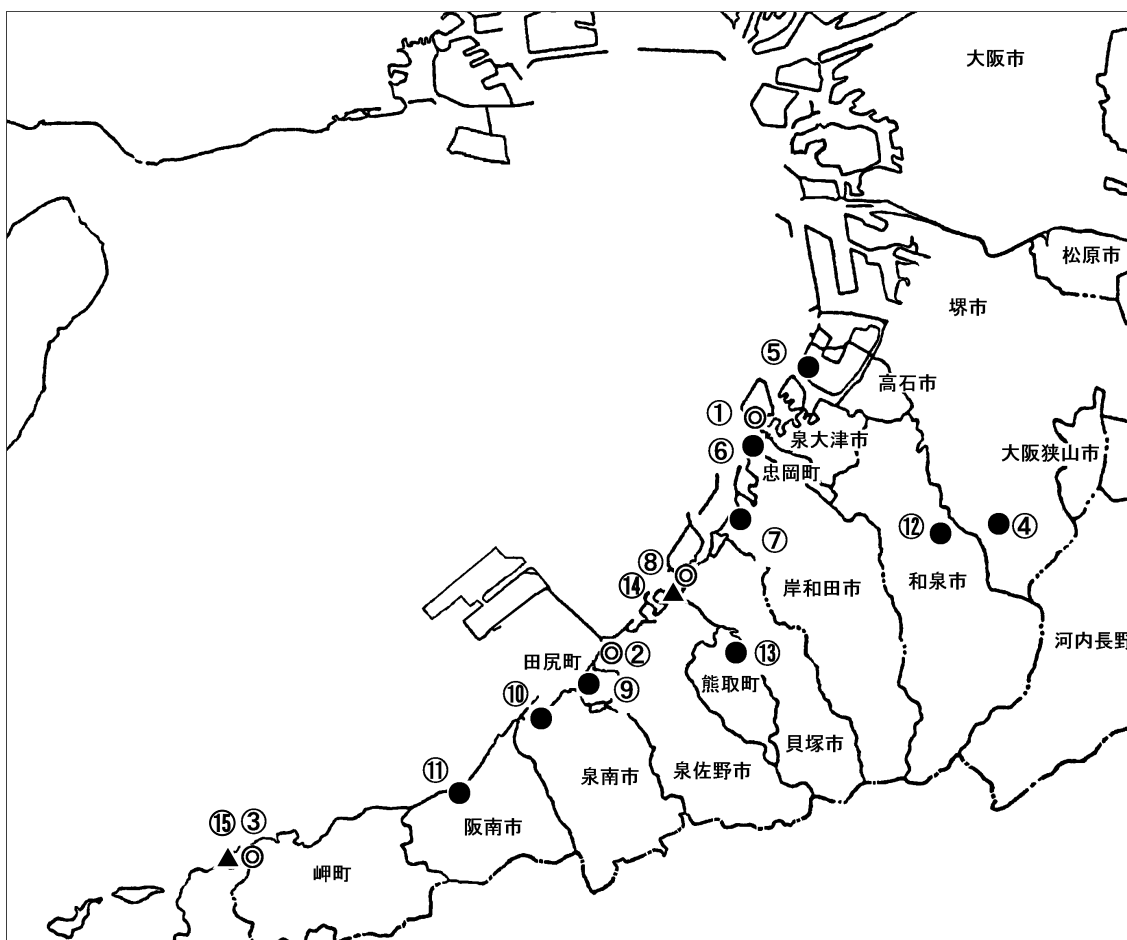 大阪市
松原市
堺市
⑤
高石市
①
泉大津市
⑥
大阪狭山市
忠岡町
⑫
④
⑦
⑧
⑭
岸和田市
和泉市
河内長野
②
⑬
田尻町
熊取町
⑨
⑩
貝塚市
泉佐野市
泉南市
⑪
阪南市
⑮ ③
岬町